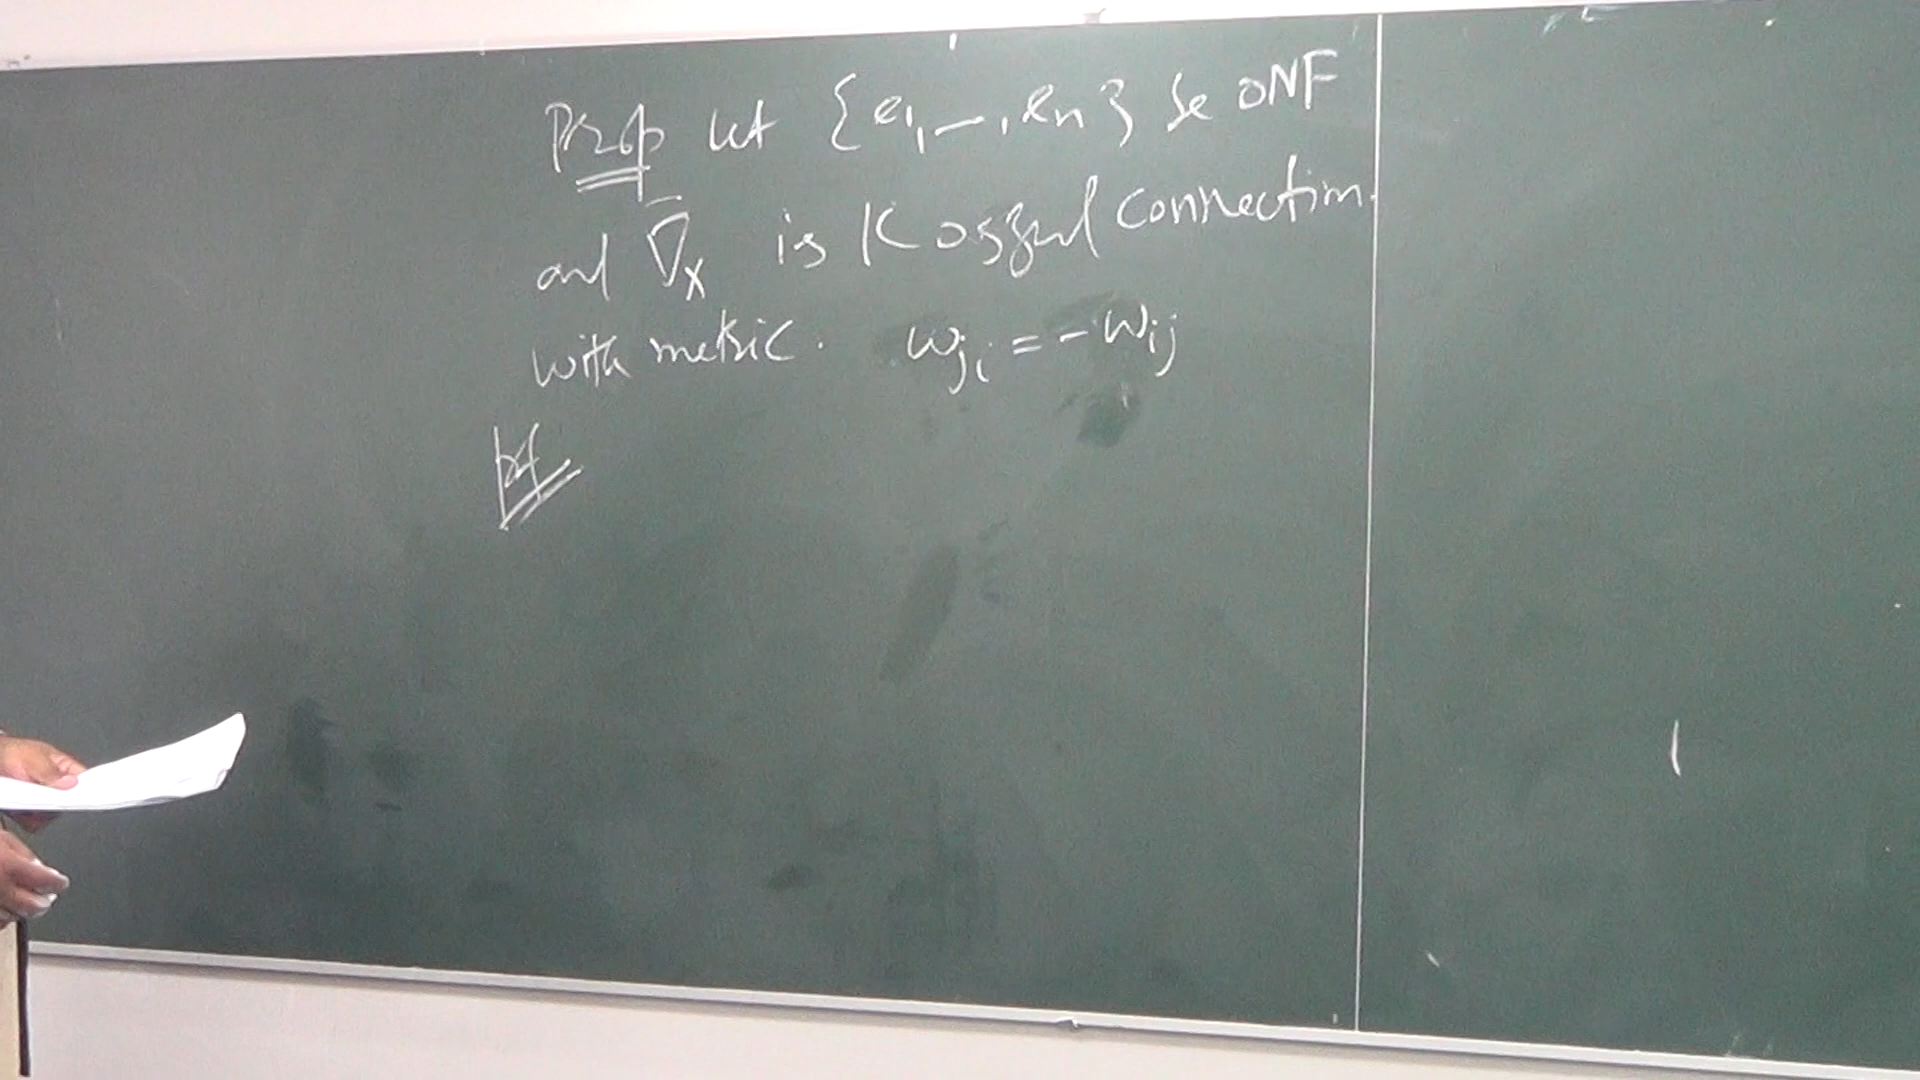 Prop Let {e₁, –, eₙ} be ONF
and ∇̄ₓ is Koszul connection.
with metric. ωⱼᵢ = – ωᵢⱼ
pf